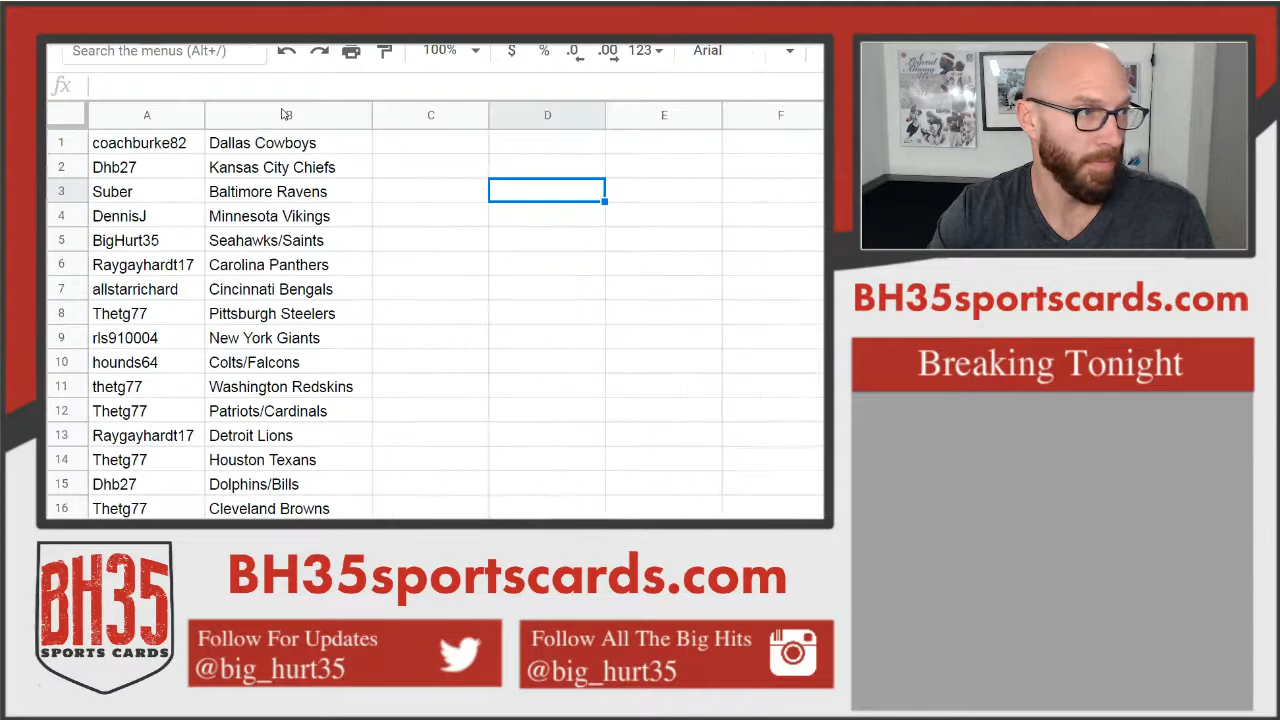 Search the menus (Alt+/)
100%
$ % .0 .00 123
Arial
fx
A B C D E F
1 coachburke82 Dallas Cowboys
2 Dhb27 Kansas City Chiefs
3 Suber Baltimore Ravens
4 DennisJ Minnesota Vikings
5 BigHurt35 Seahawks/Saints
6 Raygayhardt17 Carolina Panthers
7 allstarrichard Cincinnati Bengals
8 Thetg77 Pittsburgh Steelers
9 rls910004 New York Giants
10 hounds64 Colts/Falcons
11 thetg77 Washington Redskins
12 Thetg77 Patriots/Cardinals
13 Raygayhardt17 Detroit Lions
14 Thetg77 Houston Texans
15 Dhb27 Dolphins/Bills
16 Thetg77 Cleveland Browns
BH35sportscards.com
Breaking Tonight
BH35
SPORTS CARDS
BH35sportscards.com
Follow For Updates
@big_hurt35
Follow All The Big Hits
@big_hurt35